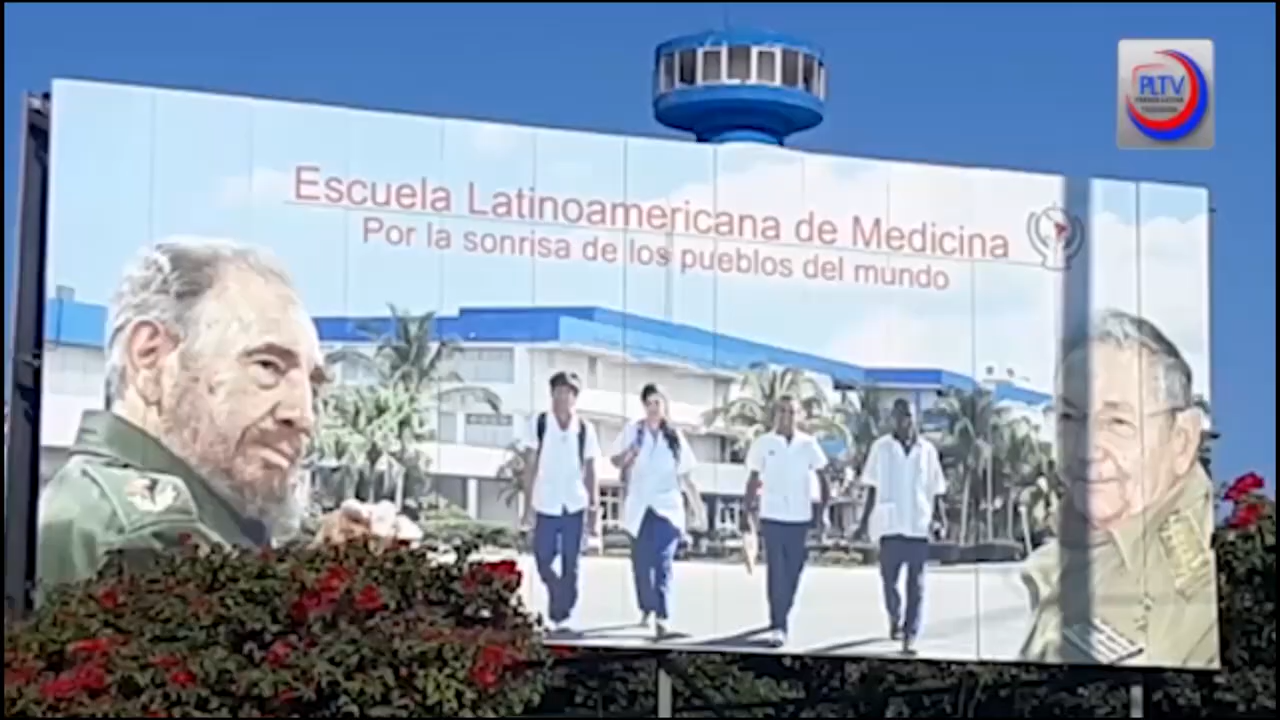 PLTV
Escuela Latinoamericana de Medicina
Por la sonrisa de los pueblos del mundo